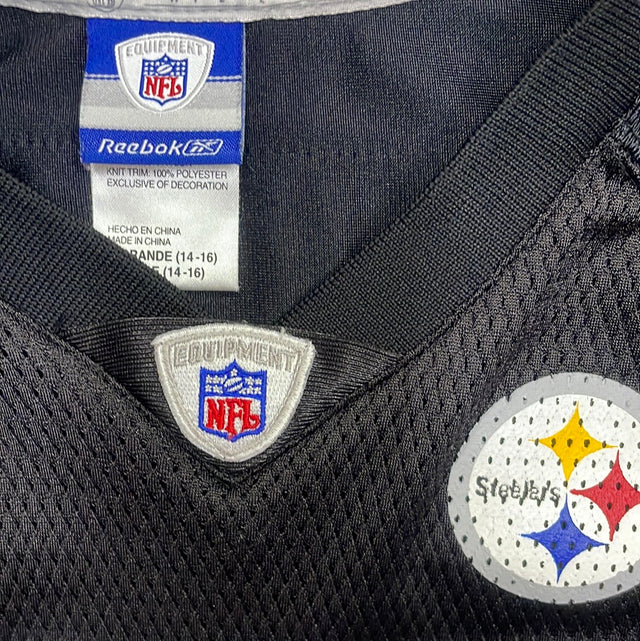 EQUIPMENT
NFL
Reebok
KNIT TRIM: 100% POLYESTER
EXCLUSIVE OF DECORATION
HECHO EN CHINA
MADE IN CHINA
RANDE (14-16)
E (14-16)
EQUIPMENT
NFL
Steelers